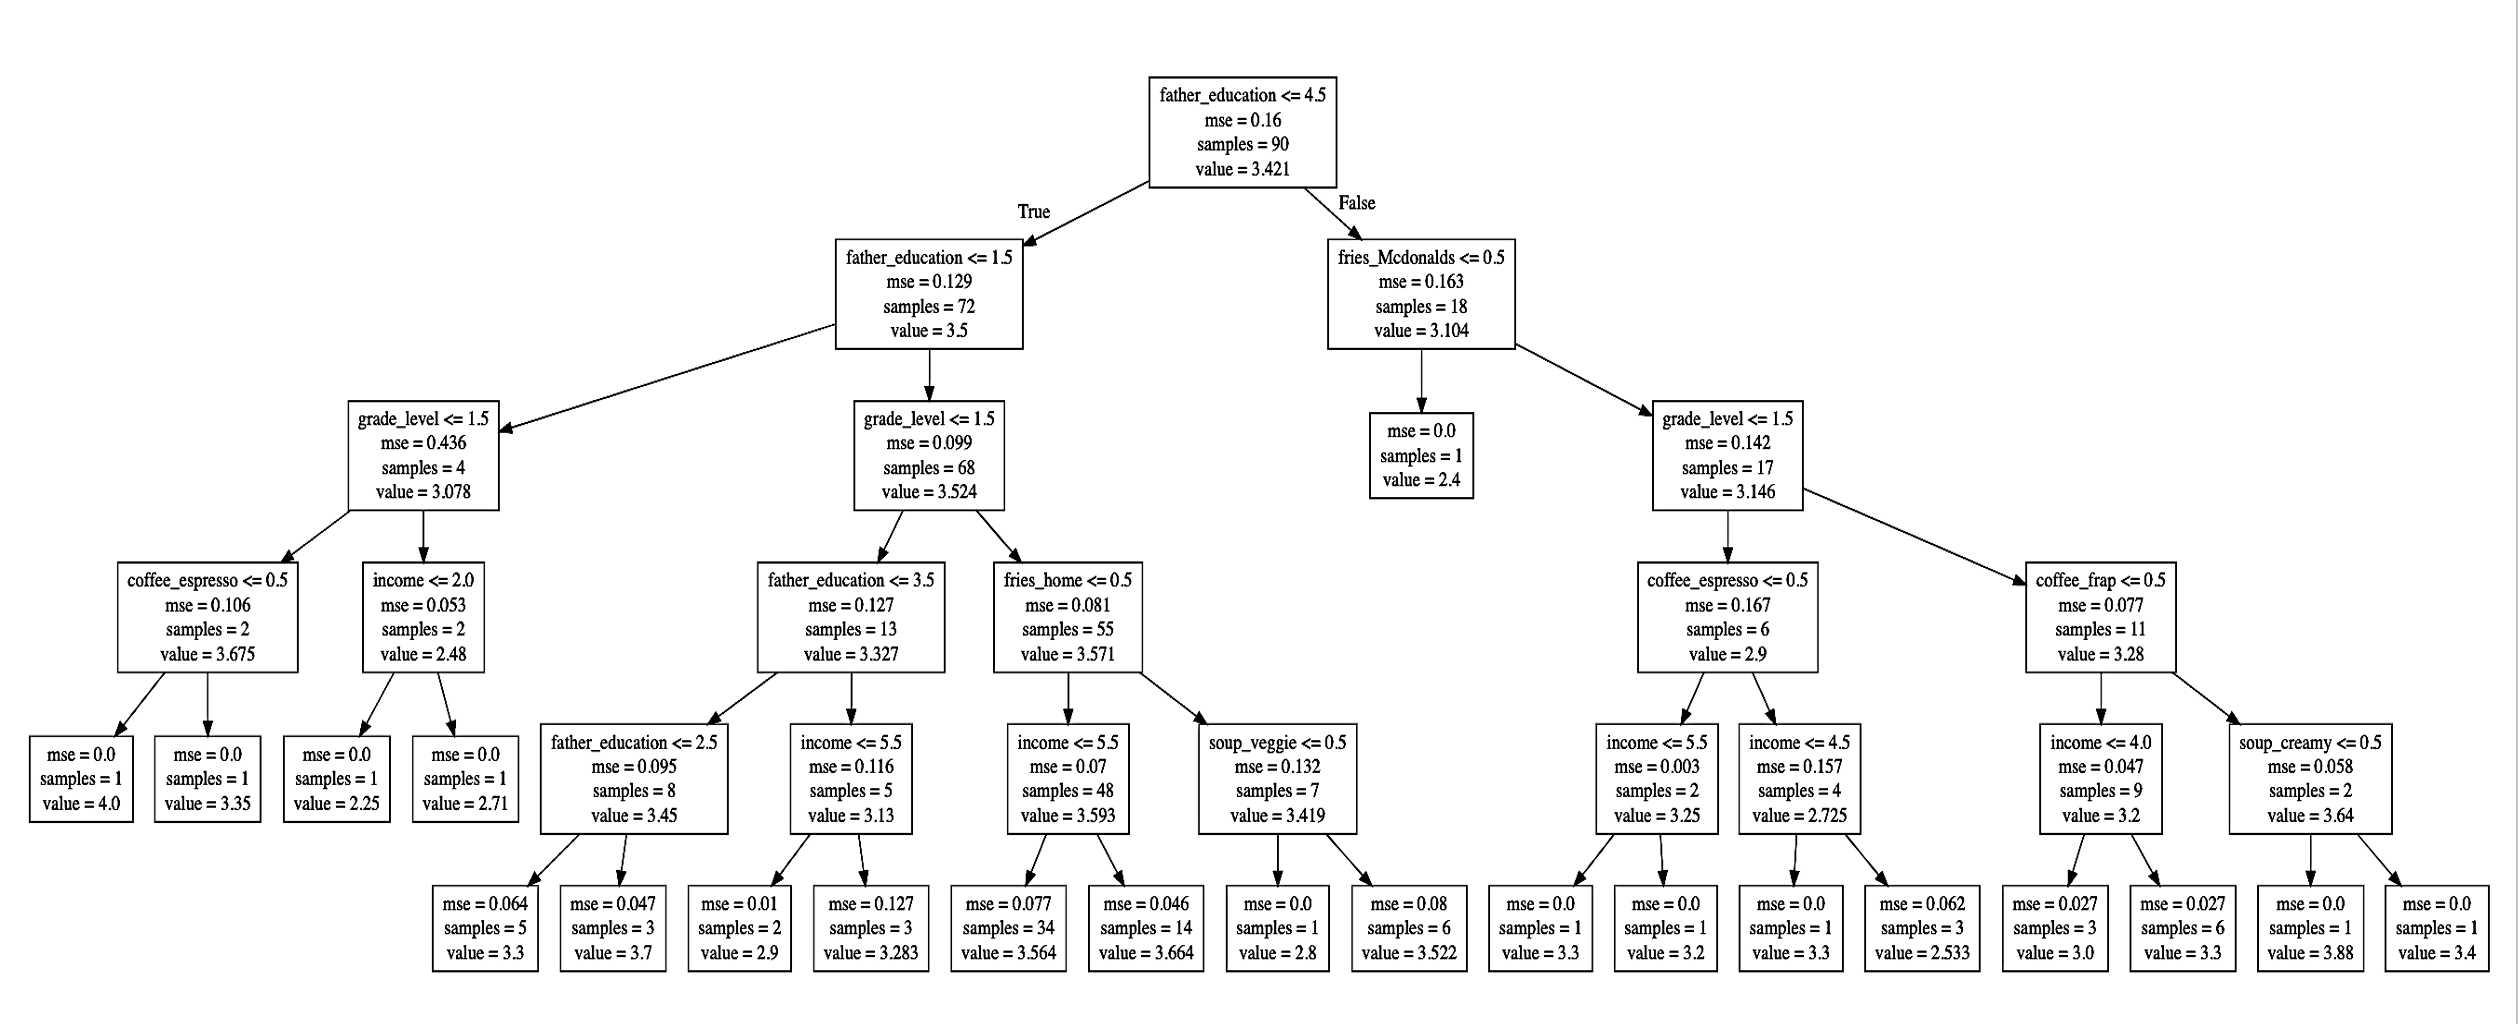 father_education <= 4.5
mse = 0.16
samples = 90
value = 3.421
True
False
father_education <= 1.5
mse = 0.129
samples = 72
value = 3.5
fries_Mcdonalds <= 0.5
mse = 0.163
samples = 18
value = 3.104
grade_level <= 1.5
mse = 0.436
samples = 4
value = 3.078
grade_level <= 1.5
mse = 0.099
samples = 68
value = 3.524
mse = 0.0
samples = 1
value = 2.4
grade_level <= 1.5
mse = 0.142
samples = 17
value = 3.146
coffee_espresso <= 0.5
mse = 0.106
samples = 2
value = 3.675
income <= 2.0
mse = 0.053
samples = 2
value = 2.48
father_education <= 3.5
mse = 0.127
samples = 13
value = 3.327
fries_home <= 0.5
mse = 0.081
samples = 55
value = 3.571
coffee_espresso <= 0.5
mse = 0.167
samples = 6
value = 2.9
coffee_frap <= 0.5
mse = 0.077
samples = 11
value = 3.28
mse = 0.0
samples = 1
value = 4.0
mse = 0.0
samples = 1
value = 3.35
mse = 0.0
samples = 1
value = 2.25
mse = 0.0
samples = 1
value = 2.71
father_education <= 2.5
mse = 0.095
samples = 8
value = 3.45
income <= 5.5
mse = 0.116
samples = 5
value = 3.13
income <= 5.5
mse = 0.07
samples = 48
value = 3.593
soup_veggie <= 0.5
mse = 0.132
samples = 7
value = 3.419
income <= 5.5
mse = 0.003
samples = 2
value = 3.25
income <= 4.5
mse = 0.157
samples = 4
value = 2.725
income <= 4.0
mse = 0.047
samples = 9
value = 3.2
soup_creamy <= 0.5
mse = 0.058
samples = 2
value = 3.64
mse = 0.064
samples = 5
value = 3.3
mse = 0.047
samples = 3
value = 3.7
mse = 0.01
samples = 2
value = 2.9
mse = 0.127
samples = 3
value = 3.283
mse = 0.077
samples = 34
value = 3.564
mse = 0.046
samples = 14
value = 3.664
mse = 0.0
samples = 1
value = 2.8
mse = 0.08
samples = 6
value = 3.522
mse = 0.0
samples = 1
value = 3.3
mse = 0.0
samples = 1
value = 3.2
mse = 0.0
samples = 1
value = 3.3
mse = 0.062
samples = 3
value = 2.533
mse = 0.027
samples = 3
value = 3.0
mse = 0.027
samples = 6
value = 3.3
mse = 0.0
samples = 1
value = 3.88
mse = 0.0
samples = 1
value = 3.4